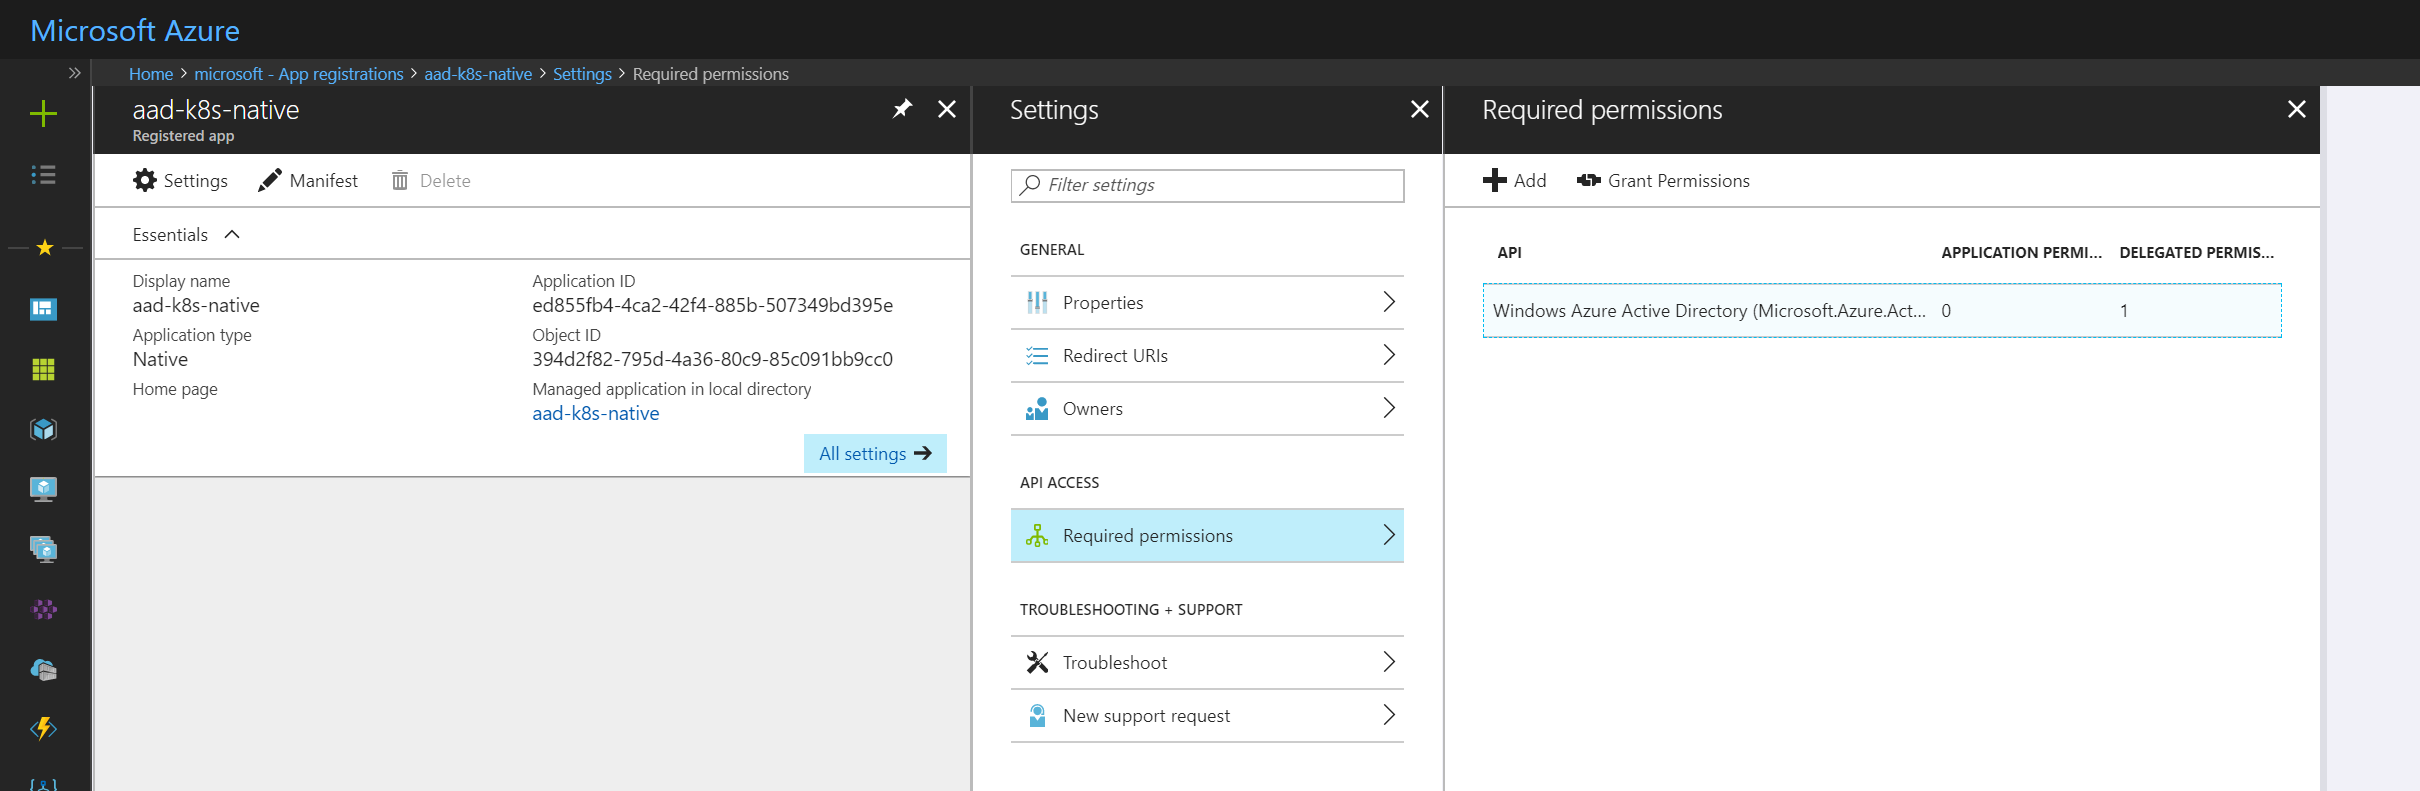 Microsoft Azure
Home > microsoft - App registrations > aad-k8s-native > Settings > Required permissions
aad-k8s-native
Registered app
Settings
Manifest
Delete
Essentials
Display name
aad-k8s-native
Application type
Native
Home page
Application ID
ed855fb4-4ca2-42f4-885b-507349bd395e
Object ID
394d2f82-795d-4a36-80c9-85c091bb9cc0
Managed application in local directory
aad-k8s-native
All settings
Settings
Filter settings
GENERAL
Properties
Redirect URIs
Owners
API ACCESS
Required permissions
TROUBLESHOOTING + SUPPORT
Troubleshoot
New support request
Required permissions
Add
Grant Permissions
API APPLICATION PERMI... DELEGATED PERMIS...
Windows Azure Active Directory (Microsoft.Azure.Act... 0 1